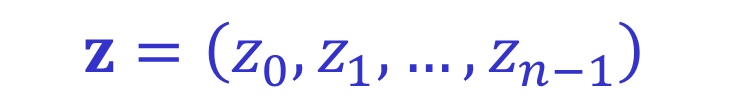 𝐳 = (𝑧₀, 𝑧₁, … , 𝑧ₙ₋₁)